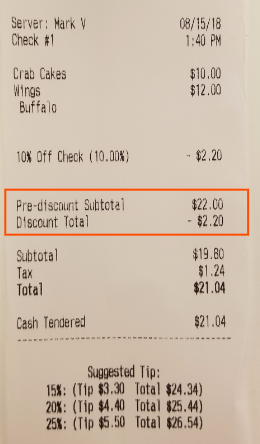 Server: Mark V 08/15/18
Check #1 1:40 PM
Crab Cakes $10.00
Wings $12.00
Buffalo
10% Off Check (10.00%) - $2.20
Pre-discount Subtotal $22.00
Discount Total - $2.20
Subtotal $19.80
Tax $1.24
Total $21.04
Cash Tendered $21.04
Suggested Tip:
15%: (Tip $3.30 Total $24.34)
20%: (Tip $4.40 Total $25.44)
25%: (Tip $5.50 Total $26.54)